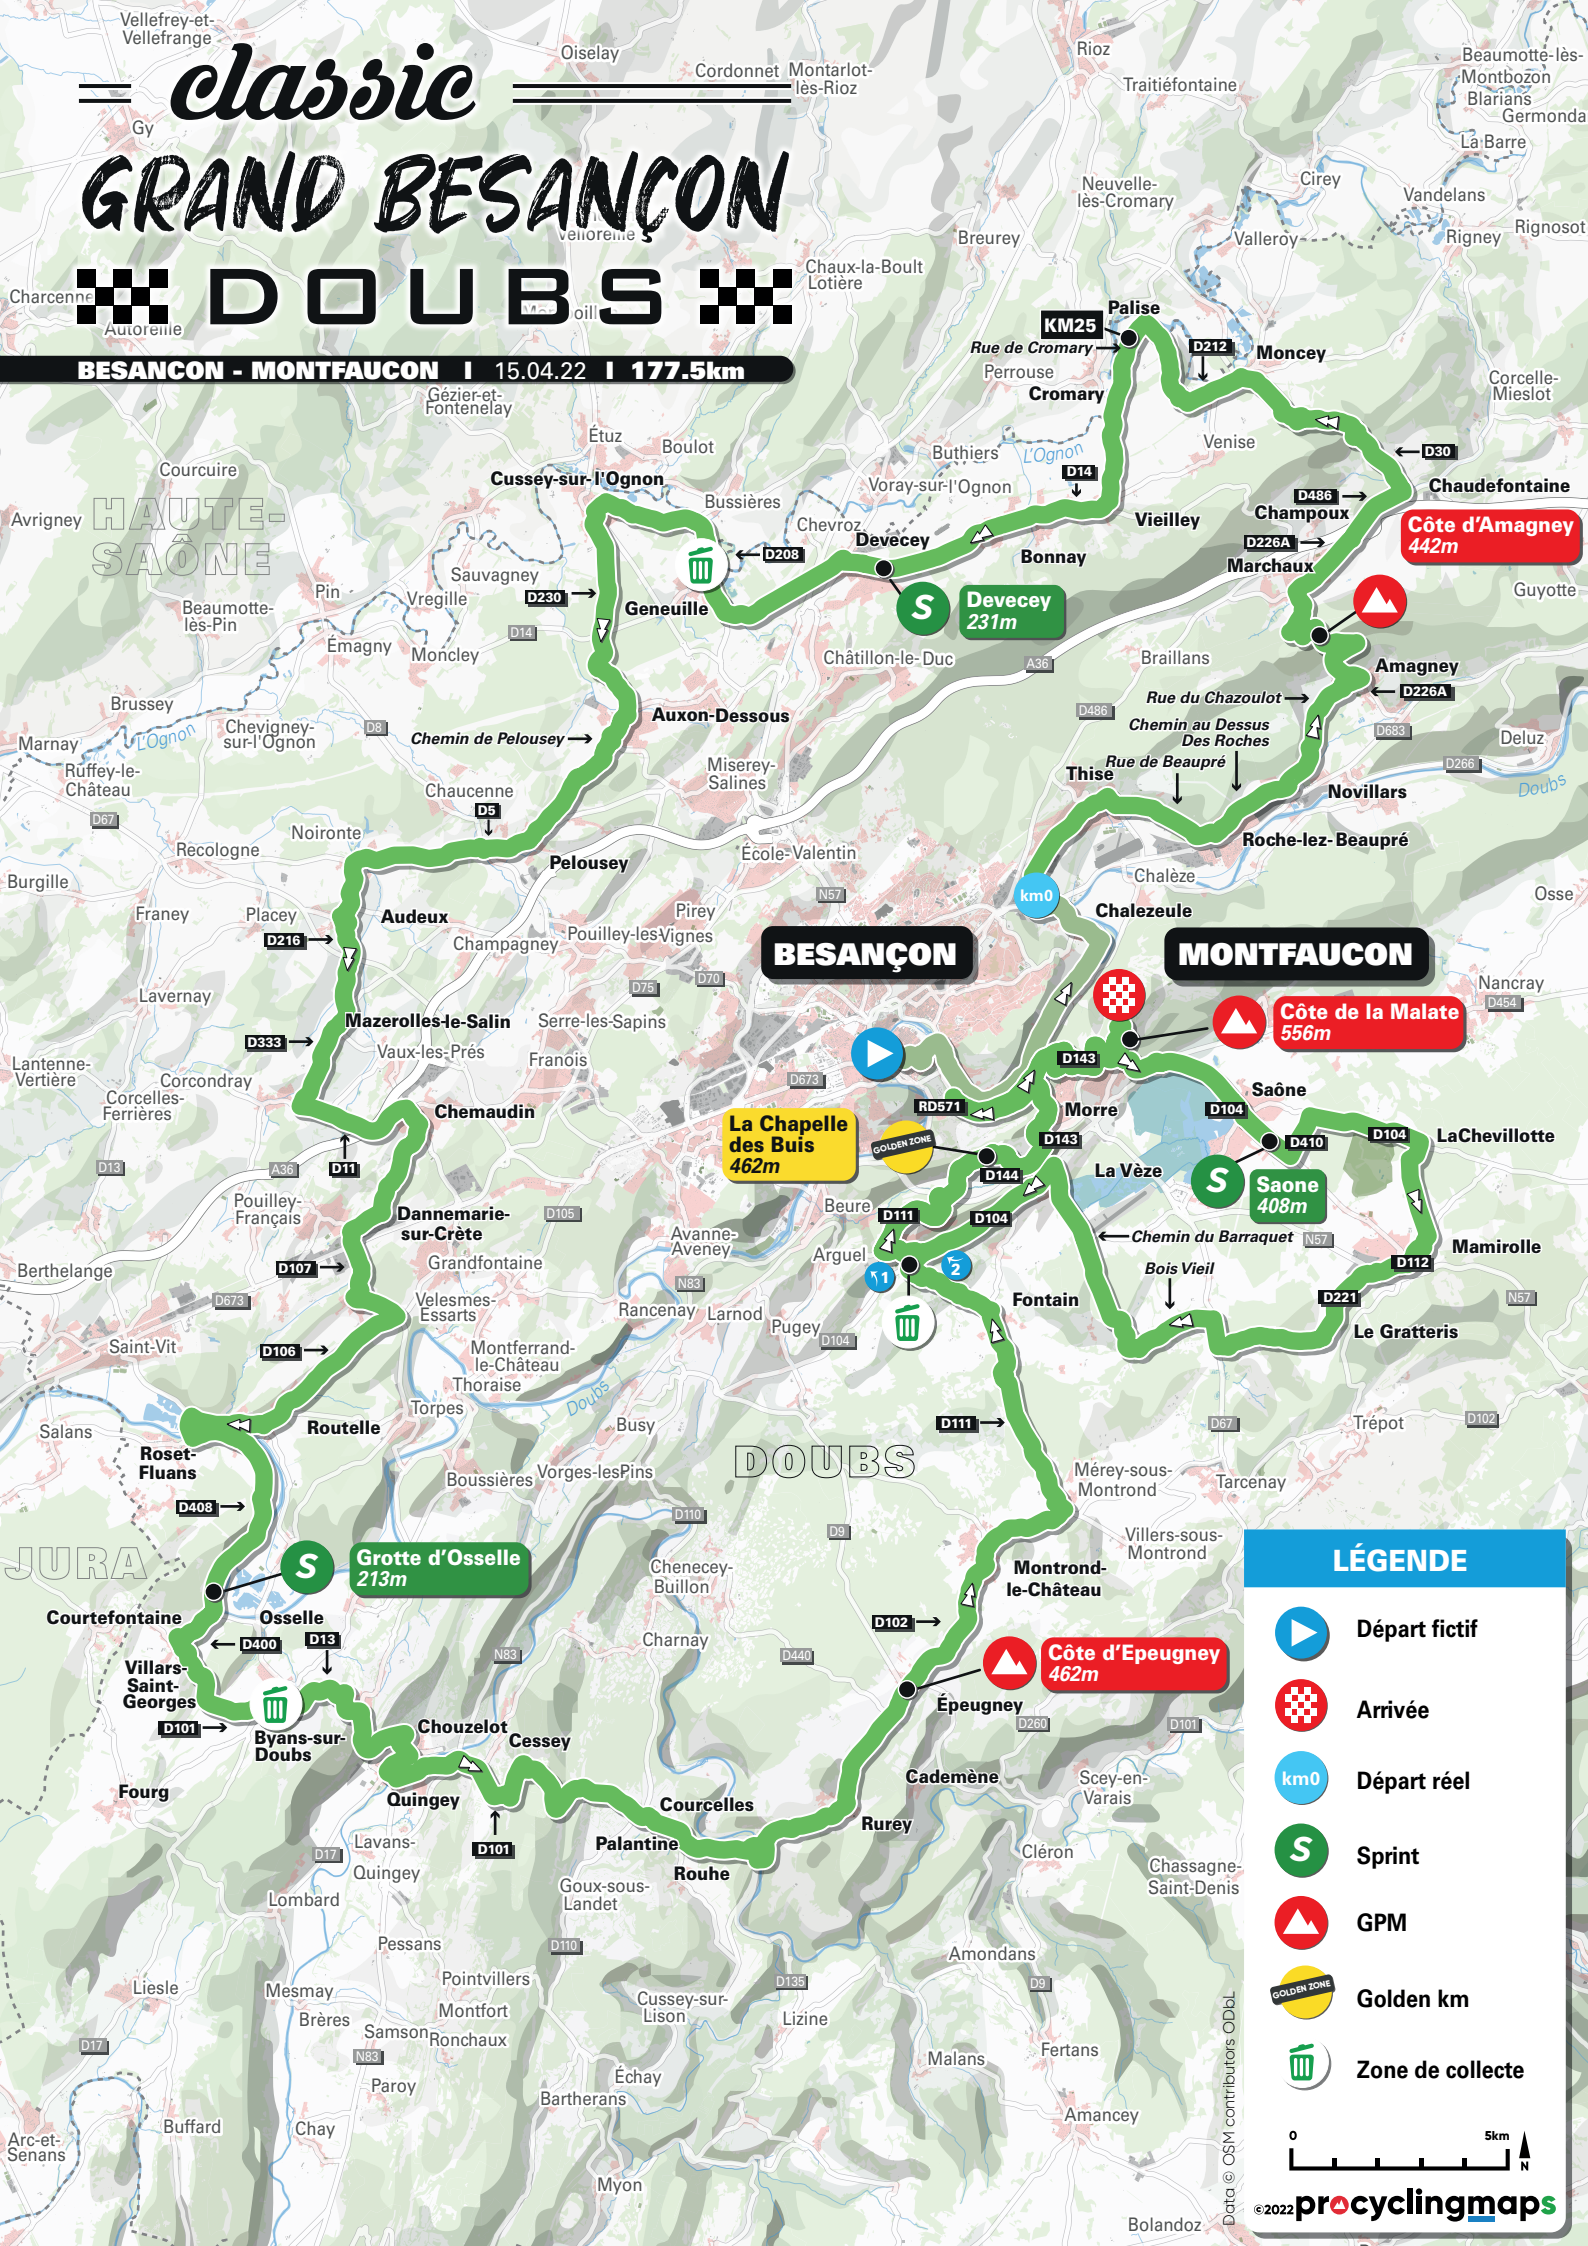 classic
GRAND BESANÇON
DOUBS
BESANCON - MONTFAUCON I 15.04.22 I 177.5km
Vellefrey-et-
Vellefrange
Oiselay
Cordonnet
Montarlot-
lès-Rioz
Rioz
Traitiéfontaine
Beaumotte-lès-
Montbozon
Blarians
Germonda
La Barre
Gy
Neuvelle-
lès-Cromary
Cirey
Vandelans
Rignosot
Rigney
Valleroy
Breurey
Chaux-la-Boult
Lotière
Charcenne
Autoreille
Palise
KM25
Rue de Cromary
D212
Moncey
Perrouse
Cromary
Corcelle-
Mieslot
Gézier-et-
Fontenelay
Étuz
Boulot
Buthiers
L'Ognon
Venise
D30
Courcuire
Cussey-sur-l'Ognon
D14
Voray-sur-l'Ognon
D486
Chaudefontaine
HAUTE-
SAÔNE
Avrigney
Bussières
Chevroz
Vieilley
Champoux
Côte d'Amagney
442m
Devecey
D208
Bonnay
D226A
Marchaux
Sauvagney
Pin
Vregille
D230
Geneuille
S
Devecey
231m
Guyotte
Beaumotte-
lès-Pin
D14
Émagny
Moncley
Châtillon-le-Duc
A36
Braillans
Amagney
D226A
Rue du Chazoulot
Brussey
D486
Chemin au Dessus
Des Roches
D683
Deluz
Auxon-Dessous
Chevigney-
sur-l'Ognon
D8
Chemin de Pelousey
L'Ognon
Marnay
Ruffey-le-
Château
Miserey-
Salines
Thise
Rue de Beaupré
D266
Doubs
Novillars
Chaucenne
D5
D67
Noironte
Recologne
Pelousey
École-Valentin
Roche-lez-Beaupré
Burgille
N57
km0
Chalèze
Osse
Franey
Placey
Audeux
Pirey
Chalezeule
D216
Champagney
Pouilley-les-Vignes
BESANÇON
MONTFAUCON
D70
D75
Nancray
D454
Lavernay
Mazerolles-le-Salin
Serre-les-Sapins
Côte de la Malate
556m
D333
Vaux-les-Prés
Franois
D143
Lantenne-
Vertière
Corcondray
Corcelles-
Ferrières
D673
Saône
Chemaudin
RD571
Morre
D104
La Chapelle
des Buis
462m
GOLDEN ZONE
D143
D410
D104
LaChevillotte
D13
A36
D11
D144
La Vèze
S
Saone
408m
Pouilley-
Français
Dannemarie-
sur-Crète
D105
Beure
D111
D104
Avanne-
Aveney
Arguel
Chemin du Barraquet
N57
Mamirolle
Berthelange
D107
Grandfontaine
1
2
Bois Vieil
D112
N83
D673
Velesmes-
Essarts
Rancenay
Larnod
Pugey
D104
Fontain
D221
N57
Saint-Vit
D106
Montferrand-
le-Château
Thoraise
Doubs
Le Gratteris
Salans
Routelle
Torpes
Busy
D111
D67
Trépot
D102
Roset-
Fluans
Boussières
Vorges-lesPins
DOUBS
Mérey-sous-
Montrond
Tarcenay
D408
D110
D9
Villers-sous-
Montrond
JURA
S
Grotte d'Osselle
213m
Chenecey-
Buillon
Montrond-
le-Château
Courtefontaine
Osselle
D102
D400
D13
N83
Charnay
D440
Côte d'Epeugney
462m
Villars-
Saint-
Georges
Épeugney
D260
D101
D101
Byans-sur-
Doubs
Chouzelot
Cessey
Fourg
Quingey
Cademène
Scey-en-
Varais
Courcelles
Palantine
Rouhe
Rurey
D101
D17
Lavans-
Quingey
Cléron
Chassagne-
Saint-Denis
Lombard
Goux-sous-
Landet
Pessans
D110
Amondans
Liesle
Mesmay
Pointvillers
D135
D9
Brères
Montfort
Cussey-sur-
Lison
Lizine
Samson
Ronchaux
D17
N83
Malans
Fertans
Paroy
Échay
Bartherans
Buffard
Chay
Amancey
Arc-et-
Senans
Myon
Bolandoz
LÉGENDE
Départ fictif
Arrivée
km0
Départ réel
S
Sprint
GPM
GOLDEN ZONE
Golden km
Zone de collecte
0
5km
N
©2022 procyclingmaps
Data © OSM contributors ODbL